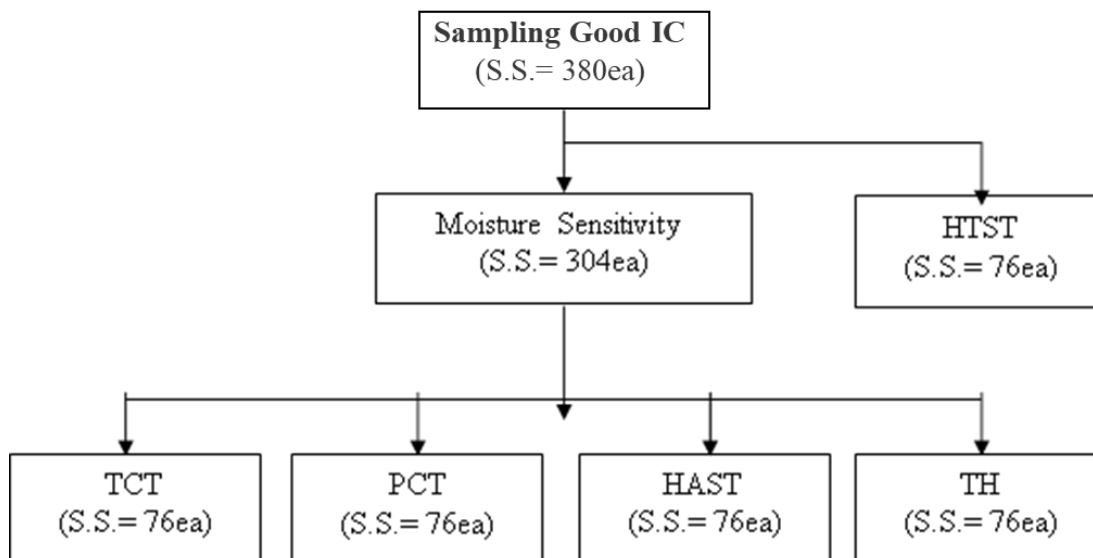 Sampling Good IC
(S.S.= 380ea)
Moisture Sensitivity
(S.S.= 304ea)
HTST
(S.S.= 76ea)
TCT
(S.S.= 76ea)
PCT
(S.S.= 76ea)
HAST
(S.S.= 76ea)
TH
(S.S.= 76ea)